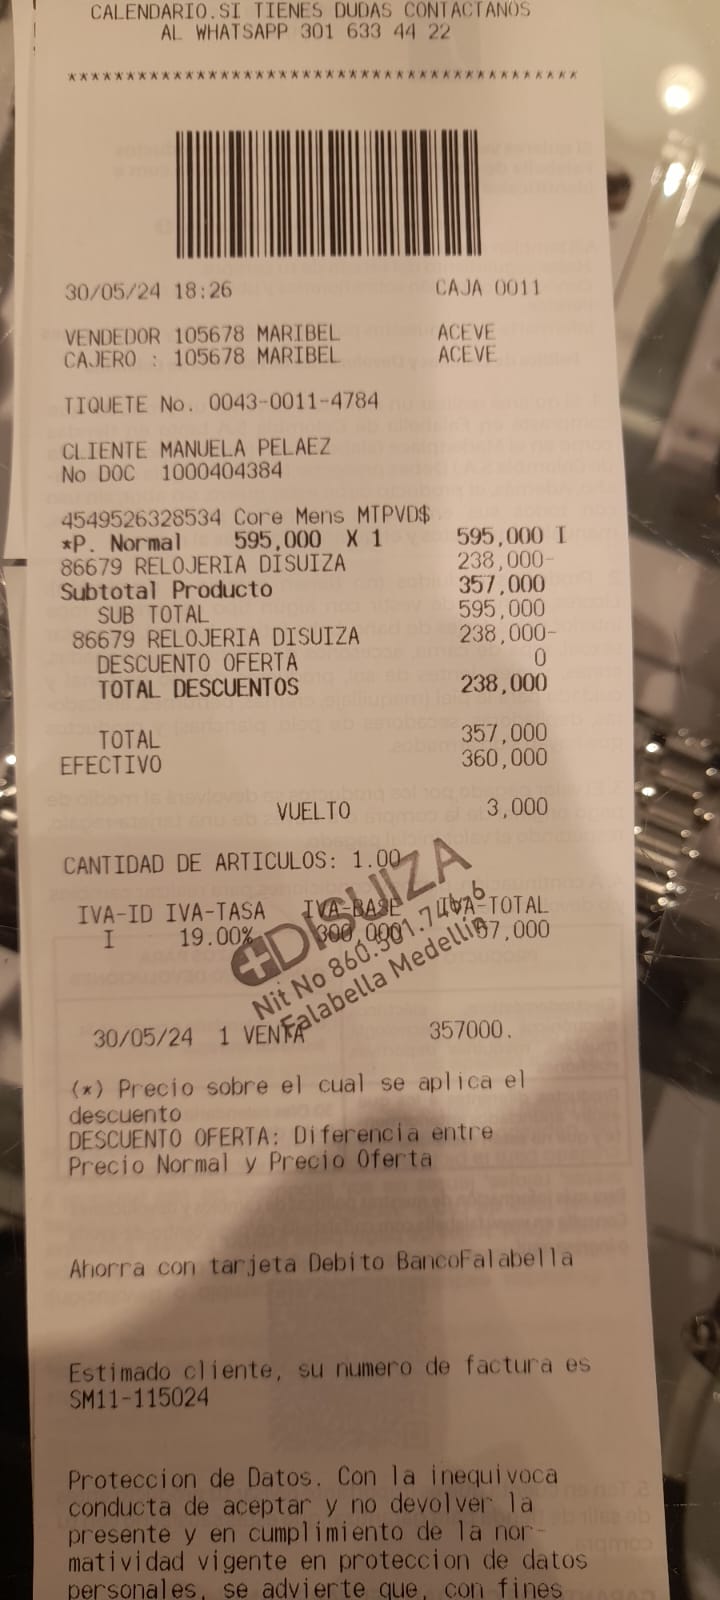 CALENDARIO.SI TIENES DUDAS CONTACTANOS
AL WHATSAPP 301 633 44 22
********************************************
30/05/24 18:26 CAJA 0011
VENDEDOR 105678 MARIBEL ACEVE
CAJERO : 105678 MARIBEL ACEVE
TIQUETE No. 0043-0011-4784
CLIENTE MANUELA PELAEZ
No DOC 1000404384
4549526328534 Core Mens MTPVD$
*P. Normal 595,000 X 1 595,000 I
86679 RELOJERIA DISUIZA 238,000-
Subtotal Producto 357,000
SUB TOTAL 595,000
86679 RELOJERIA DISUIZA 238,000-
DESCUENTO OFERTA 0
TOTAL DESCUENTOS 238,000
TOTAL 357,000
EFECTIVO 360,000
VUELTO 3,000
CANTIDAD DE ARTICULOS: 1.00
IVA-ID IVA-TASA IVA-BASE IVA-TOTAL
I 19.00% 300,000 57,000
DISUIZA
Nit No 860.501.746-6
Falabella Medellín
30/05/24 1 VENTA 357000.
(*) Precio sobre el cual se aplica el
descuento
DESCUENTO OFERTA: Diferencia entre
Precio Normal y Precio Oferta
Ahorra con tarjeta Debito BancoFalabella
Estimado cliente, su numero de factura es
SM11-115024
Proteccion de Datos. Con la inequivoca
conducta de aceptar y no devolver la
presente y en cumplimiento de la nor-
matividad vigente en proteccion de datos
personales, se advierte que, con fines